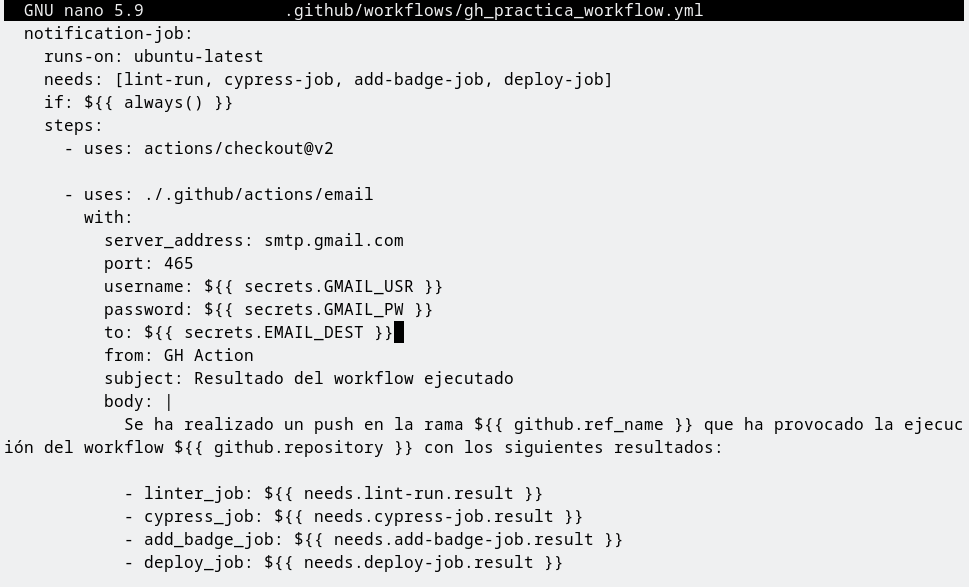 GNU nano 5.9 .github/workflows/gh_practica_workflow.yml
notification-job:
runs-on: ubuntu-latest
needs: [lint-run, cypress-job, add-badge-job, deploy-job]
if: ${{ always() }}
steps:
- uses: actions/checkout@v2
- uses: ./.github/actions/email
with:
server_address: smtp.gmail.com
port: 465
username: ${{ secrets.GMAIL_USR }}
password: ${{ secrets.GMAIL_PW }}
to: ${{ secrets.EMAIL_DEST }}
from: GH Action
subject: Resultado del workflow ejecutado
body: |
Se ha realizado un push en la rama ${{ github.ref_name }} que ha provocado la ejecuc
ión del workflow ${{ github.repository }} con los siguientes resultados:
- linter_job: ${{ needs.lint-run.result }}
- cypress_job: ${{ needs.cypress-job.result }}
- add_badge_job: ${{ needs.add-badge-job.result }}
- deploy_job: ${{ needs.deploy-job.result }}